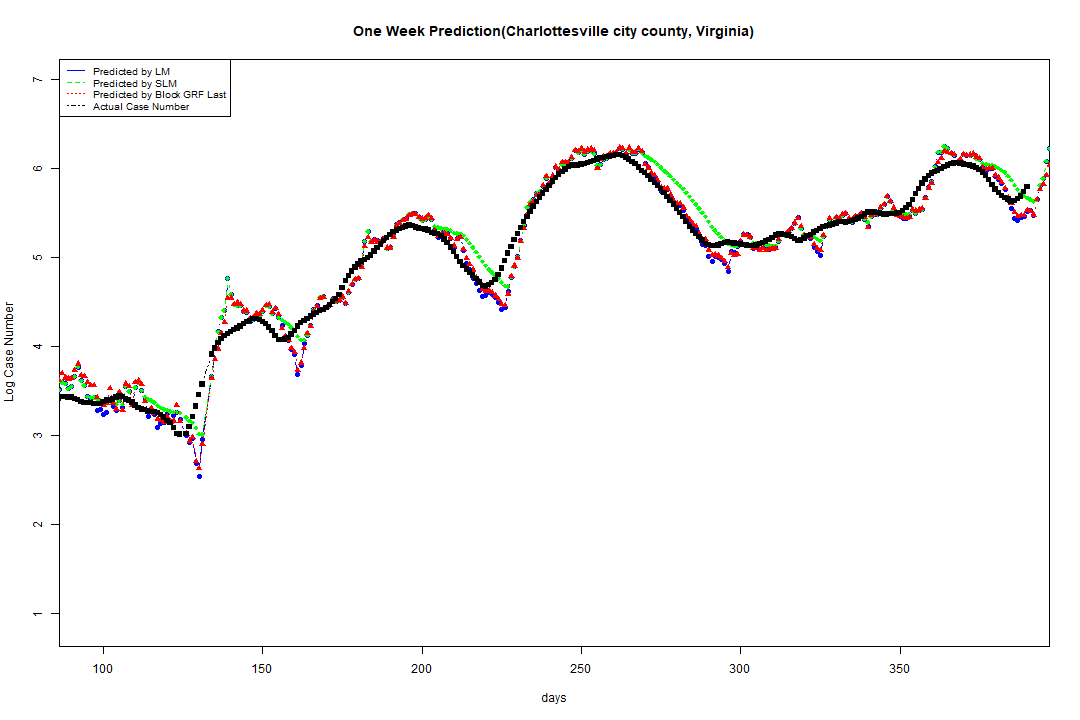 One Week Prediction(Charlottesville city county, Virginia)
Predicted by LM
Predicted by SLM
Predicted by Block GRF Last
Actual Case Number
7
6
5
4
3
2
1
Log Case Number
100 150 200 250 300 350
days